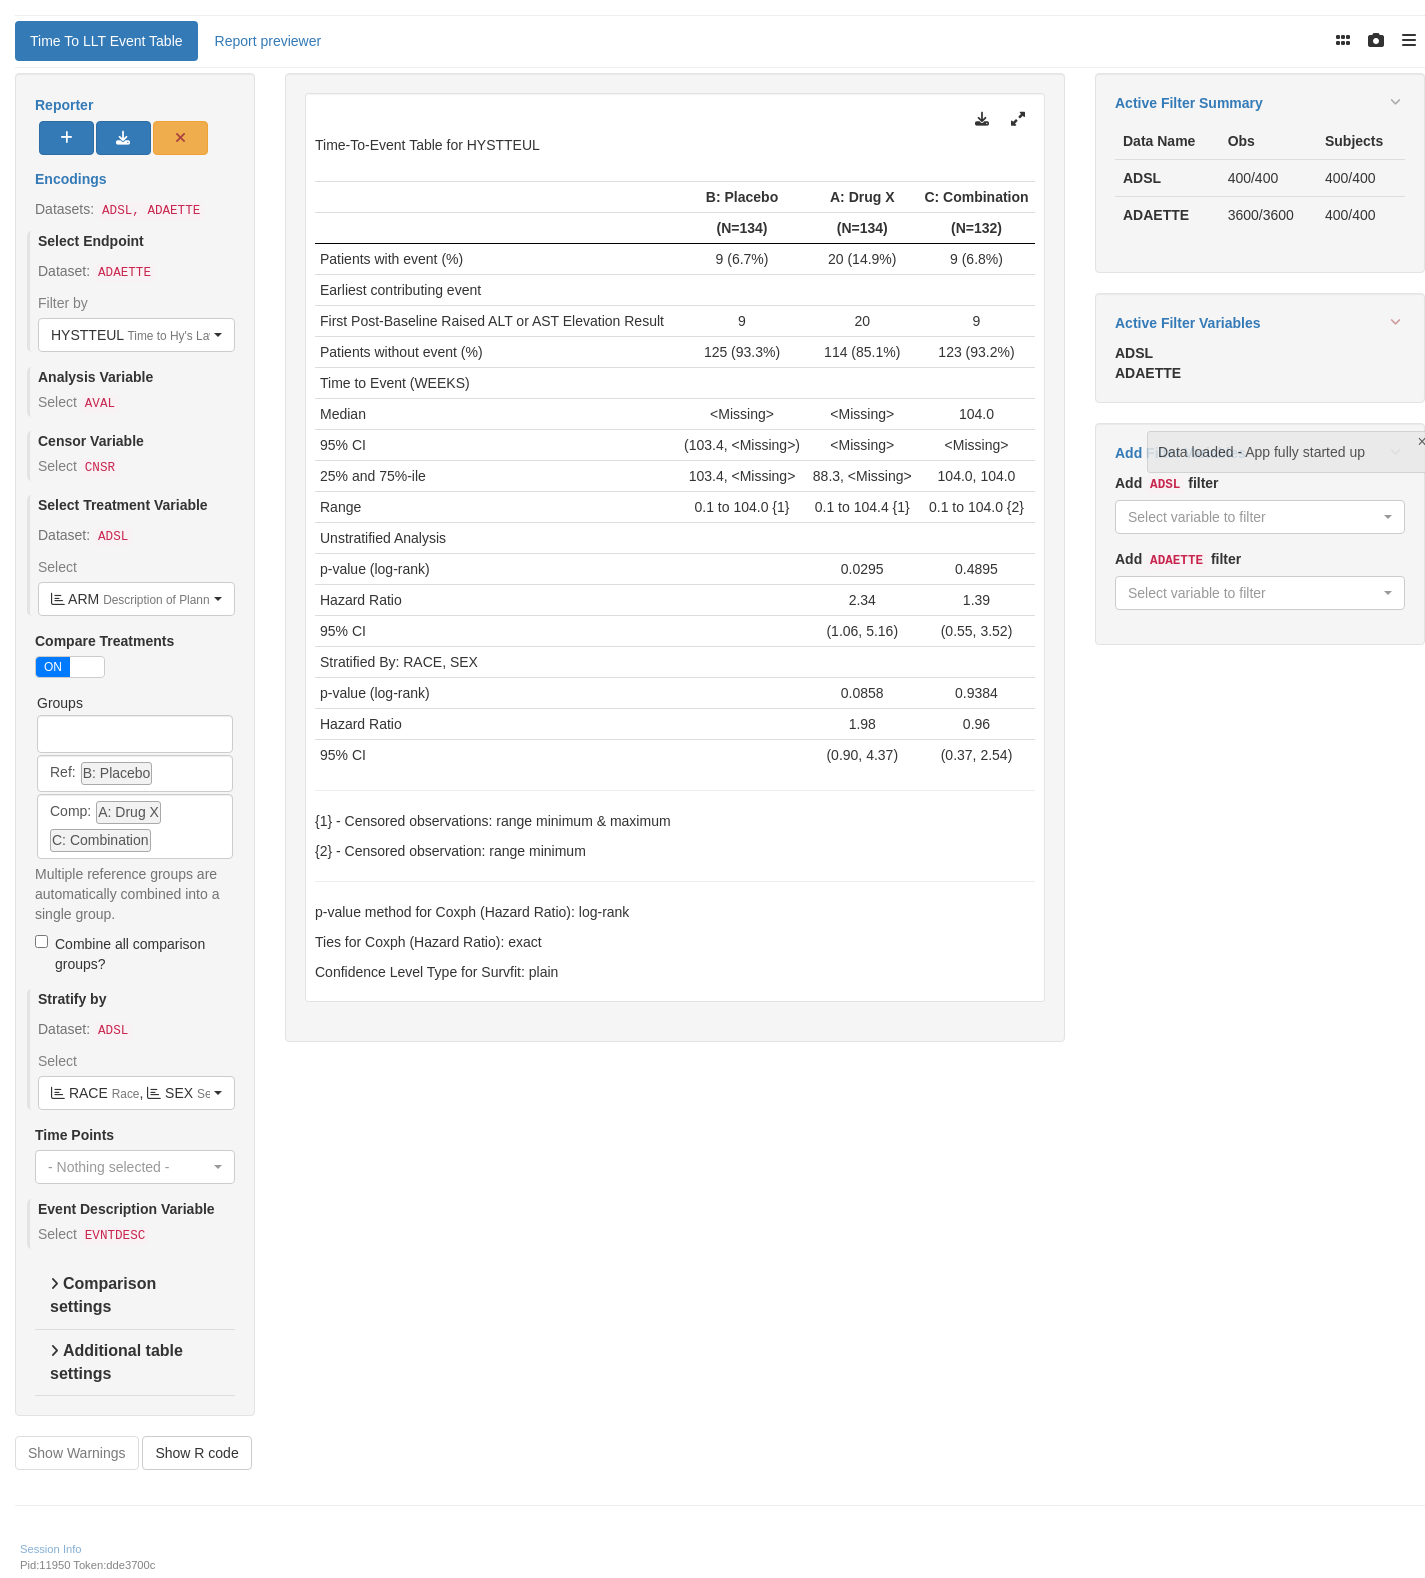 Time To LLT Event Table
Report previewer
Reporter
Encodings
Datasets: ADSL, ADAETTE
Select Endpoint
Dataset: ADAETTE
Filter by
HYSTTEUL Time to Hy's La
Analysis Variable
Select AVAL
Censor Variable
Select CNSR
Select Treatment Variable
Dataset: ADSL
Select
ARM Description of Plann
Compare Treatments
ON
Groups
Ref: B: Placebo
Comp: A: Drug X
C: Combination
Multiple reference groups are
automatically combined into a
single group.
Combine all comparison
groups?
Stratify by
Dataset: ADSL
Select
RACE Race, SEX Se
Time Points
- Nothing selected -
Event Description Variable
Select EVNTDESC
Comparison
settings
Additional table
settings
Show Warnings
Show R code
Time-To-Event Table for HYSTTEUL
B: Placebo A: Drug X C: Combination
(N=134) (N=134) (N=132)
Patients with event (%) 9 (6.7%) 20 (14.9%) 9 (6.8%)
Earliest contributing event
First Post-Baseline Raised ALT or AST Elevation Result 9 20 9
Patients without event (%) 125 (93.3%) 114 (85.1%) 123 (93.2%)
Time to Event (WEEKS)
Median <Missing> <Missing> 104.0
95% CI (103.4, <Missing>) <Missing> <Missing>
25% and 75%-ile 103.4, <Missing> 88.3, <Missing> 104.0, 104.0
Range 0.1 to 104.0 {1} 0.1 to 104.4 {1} 0.1 to 104.0 {2}
Unstratified Analysis
p-value (log-rank) 0.0295 0.4895
Hazard Ratio 2.34 1.39
95% CI (1.06, 5.16) (0.55, 3.52)
Stratified By: RACE, SEX
p-value (log-rank) 0.0858 0.9384
Hazard Ratio 1.98 0.96
95% CI (0.90, 4.37) (0.37, 2.54)
{1} - Censored observations: range minimum & maximum
{2} - Censored observation: range minimum
p-value method for Coxph (Hazard Ratio): log-rank
Ties for Coxph (Hazard Ratio): exact
Confidence Level Type for Survfit: plain
Active Filter Summary
Data Name Obs Subjects
ADSL 400/400 400/400
ADAETTE 3600/3600 400/400
Active Filter Variables
ADSL
ADAETTE
Add
Data loaded - App fully started up
×
Add ADSL filter
Select variable to filter
Add ADAETTE filter
Select variable to filter
Session Info
Pid:11950 Token:dde3700c